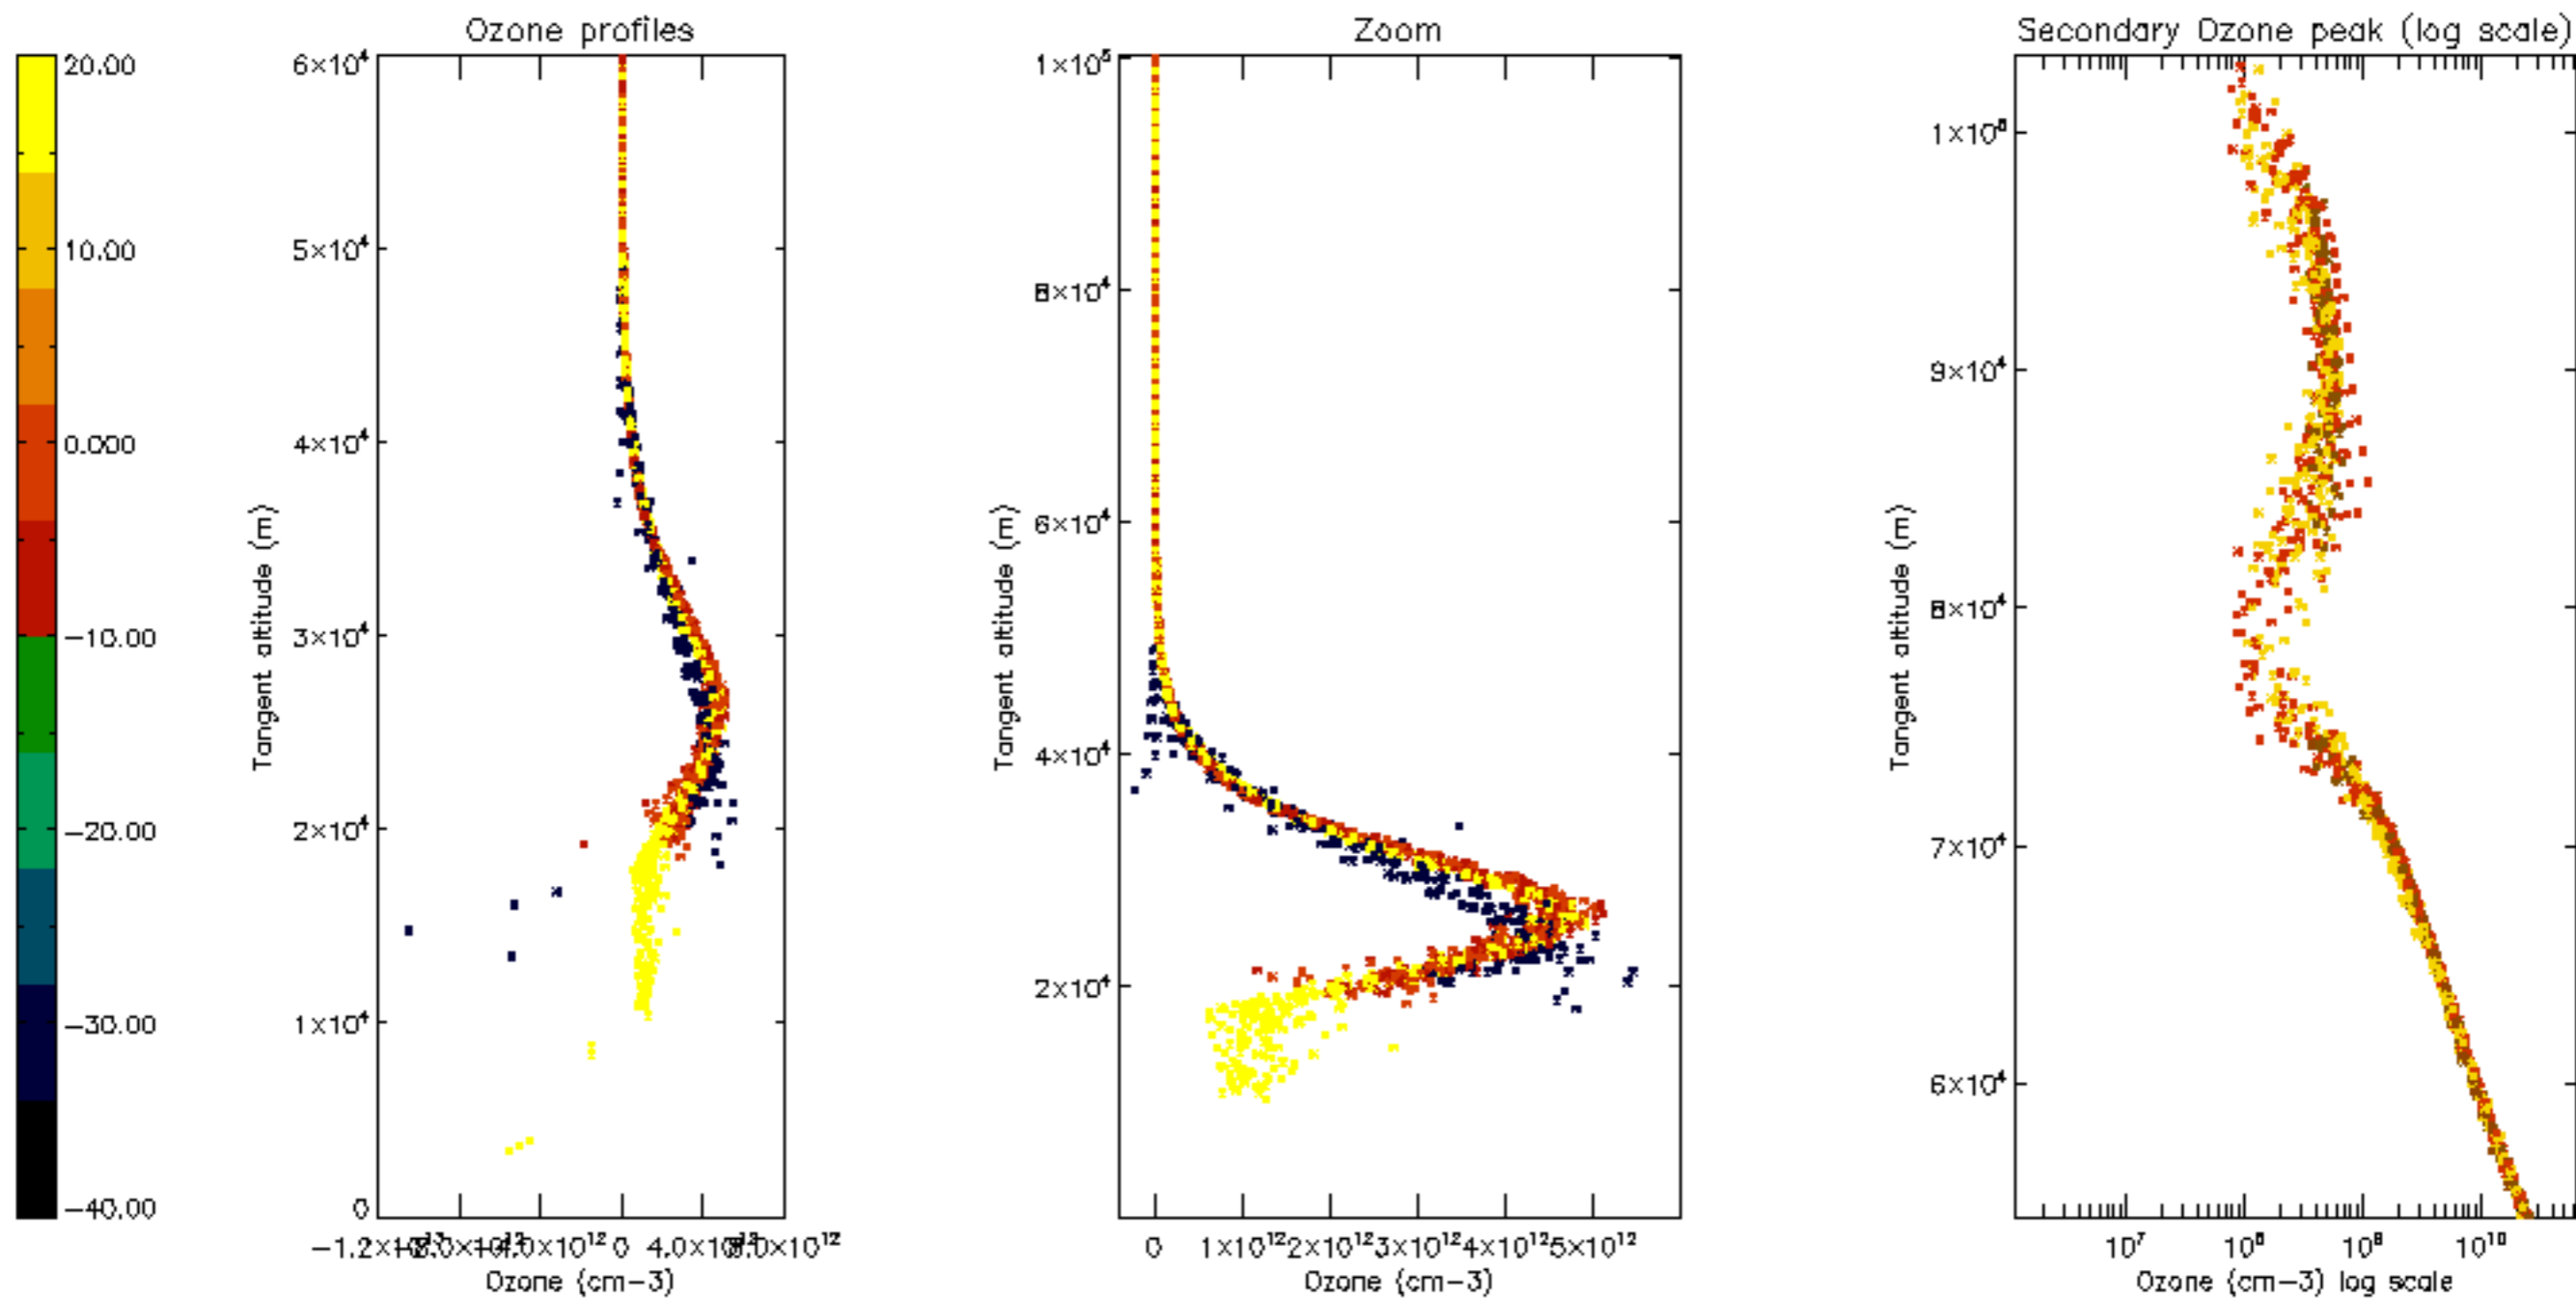 Ozone profiles
Zoom
Secondary Ozone peak (log scale)
20.00
10.00
0.000
−10.00
−20.00
−30.00
−40.00
6×10⁴
5×10⁴
4×10⁴
3×10⁴
2×10⁴
1×10⁴
0
Tangent altitude (m)
0 4.0×10¹²
Ozone (cm−3)
1×10⁵
8×10⁴
6×10⁴
4×10⁴
2×10⁴
Tangent altitude (m)
0 1×10¹² 2×10¹² 3×10¹² 4×10¹² 5×10¹²
Ozone (cm−3)
9×10⁴
8×10⁴
7×10⁴
6×10⁴
Tangent altitude (m)
10⁷ 10⁸ 10⁹ 10¹⁰
Ozone (cm−3) log scale